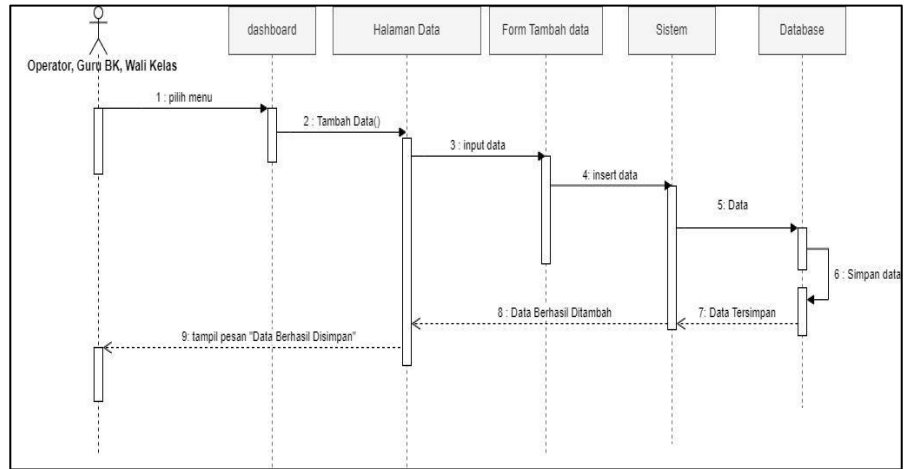 dashboard
Halaman Data
Form Tambah data
Sistem
Database
Operator, Guru BK, Wali Kelas
1 : pilih menu
2 : Tambah Data()
3 : input data
4: insert data
5: Data
6 : Simpan data
7: Data Tersimpan
8 : Data Berhasil Ditambah
9: tampil pesan "Data Berhasil Disimpan"